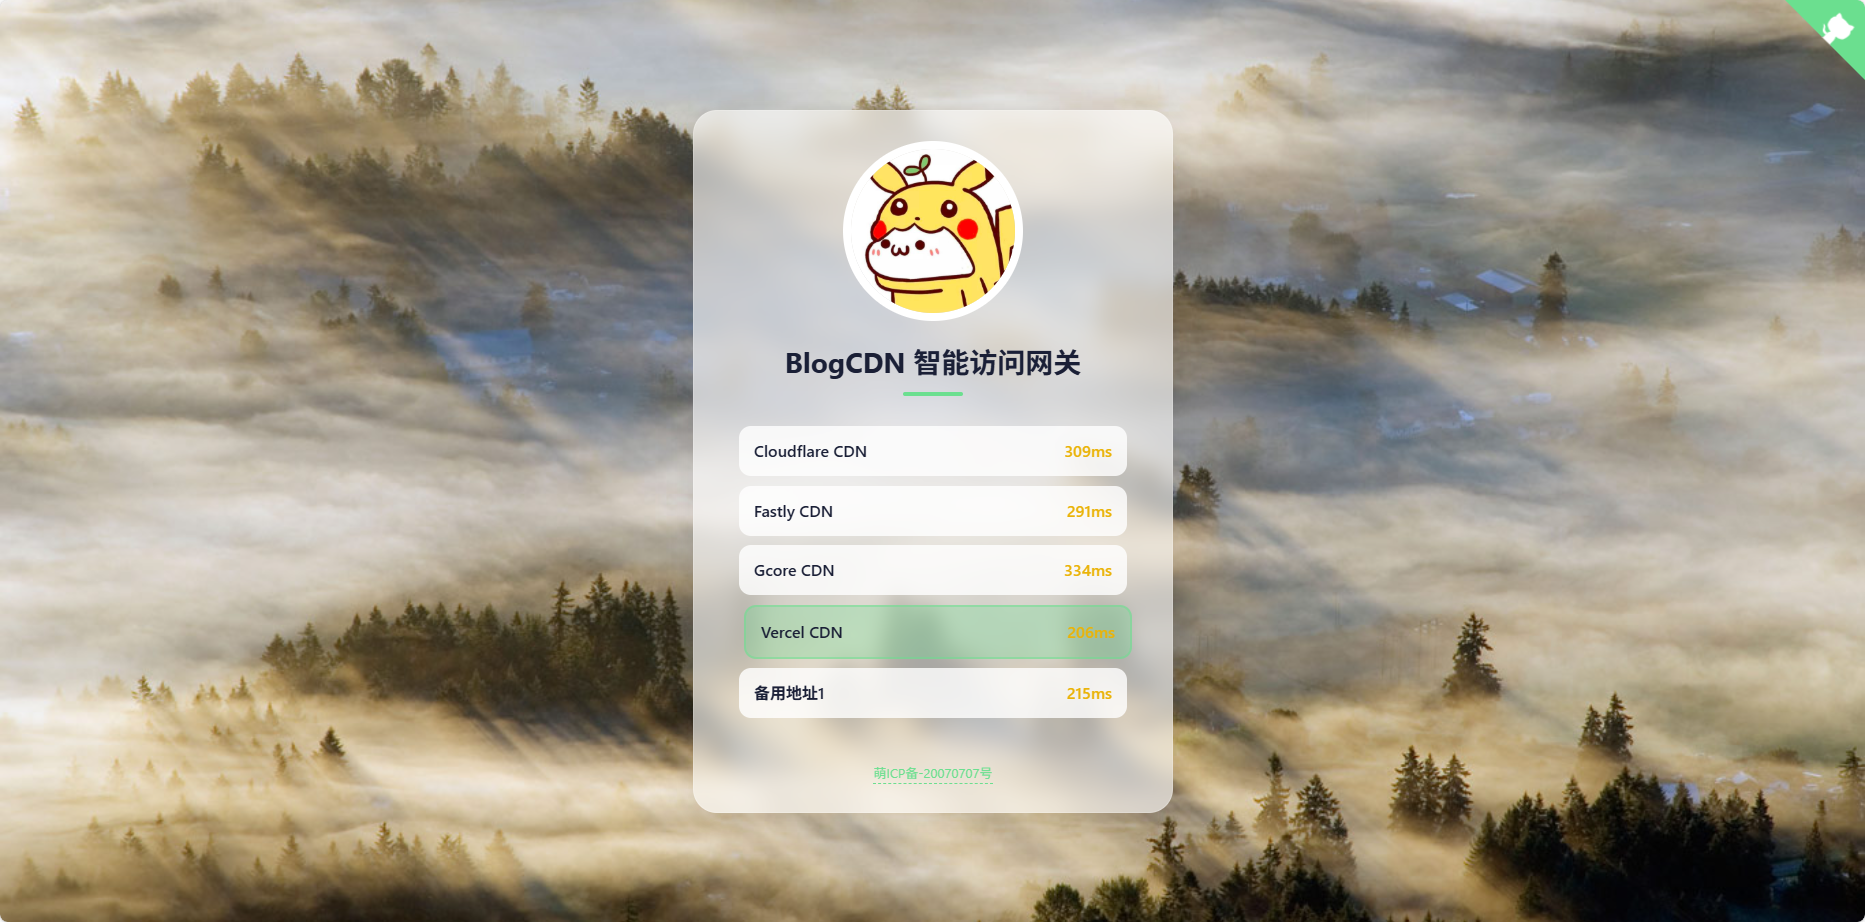 BlogCDN 智能访问网关
Cloudflare CDN 309ms
Fastly CDN 291ms
Gcore CDN 334ms
Vercel CDN 206ms
备用地址1 215ms
萌ICP备-20070707号